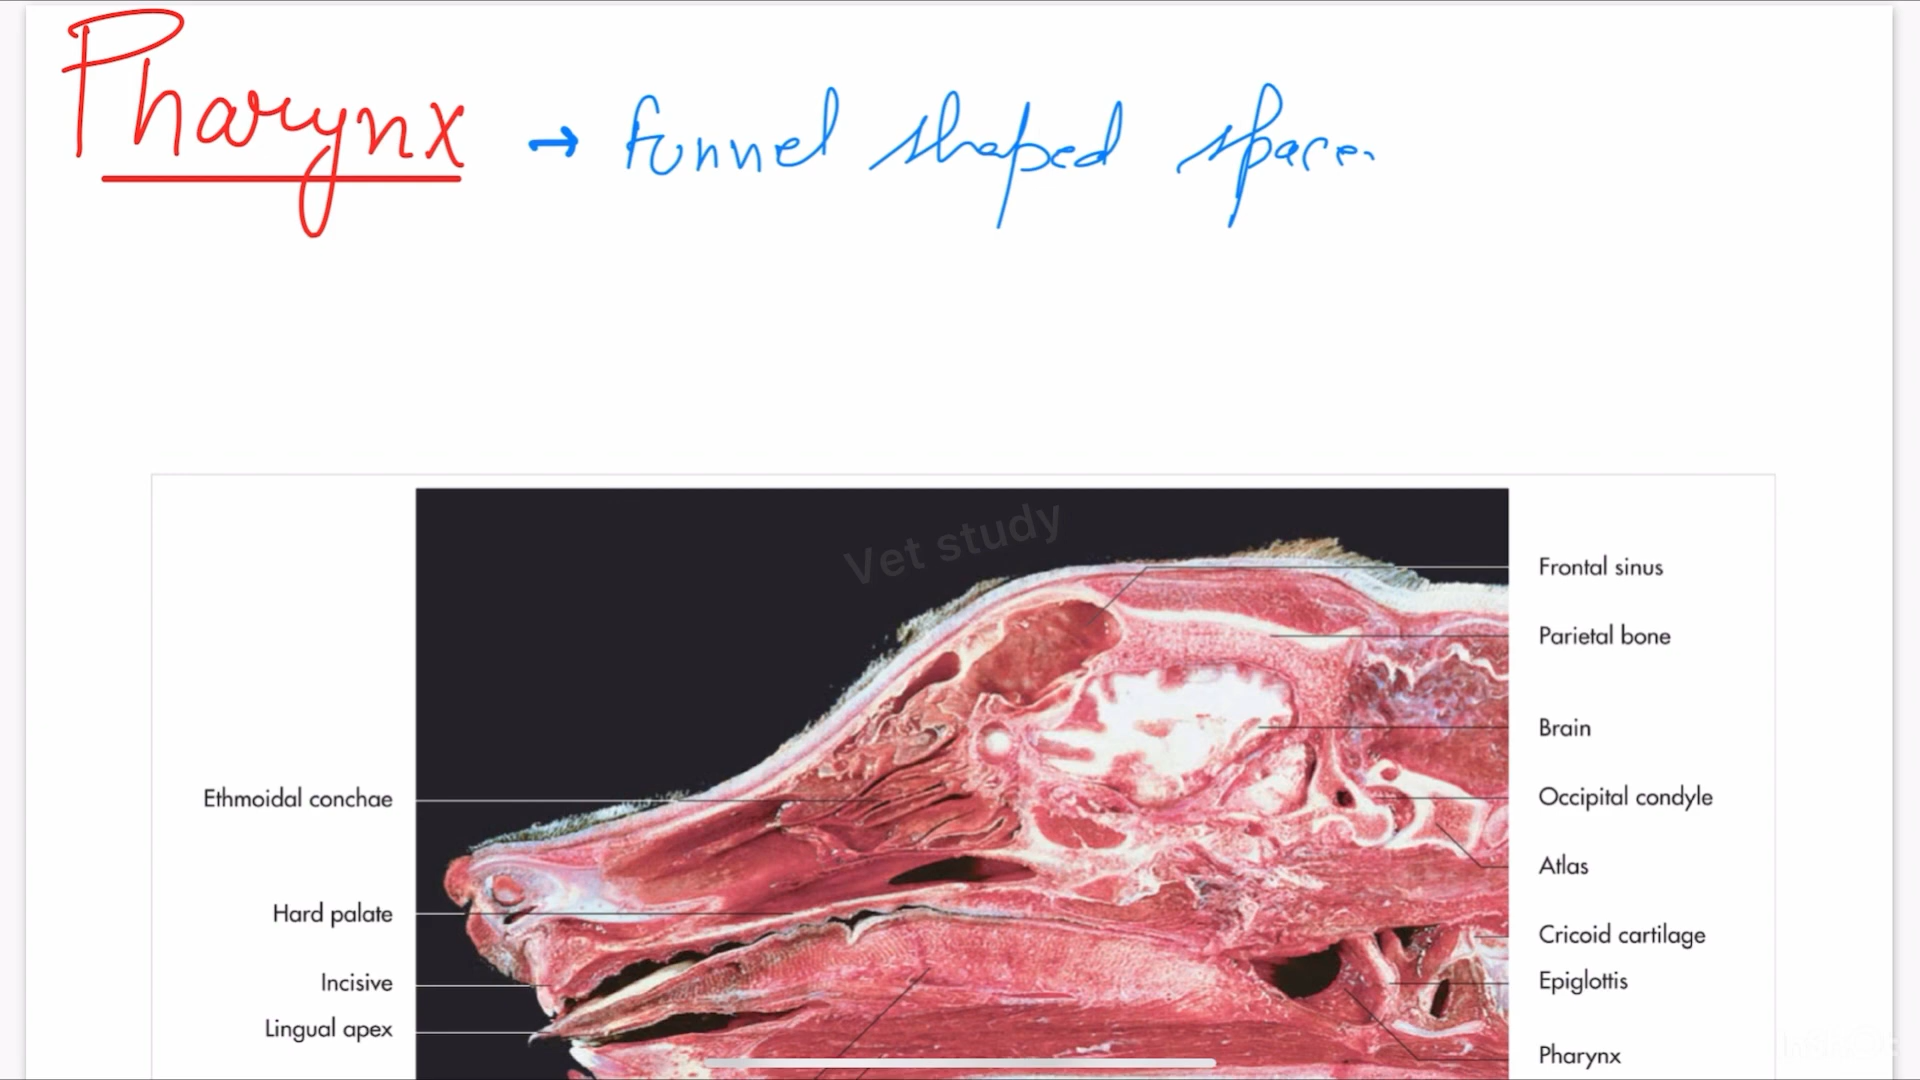 Pharynx → funnel shaped space.
Vet study
Frontal sinus
Parietal bone
Brain
Ethmoidal conchae
Occipital condyle
Atlas
Hard palate
Cricoid cartilage
Incisive
Epiglottis
Lingual apex
Pharynx